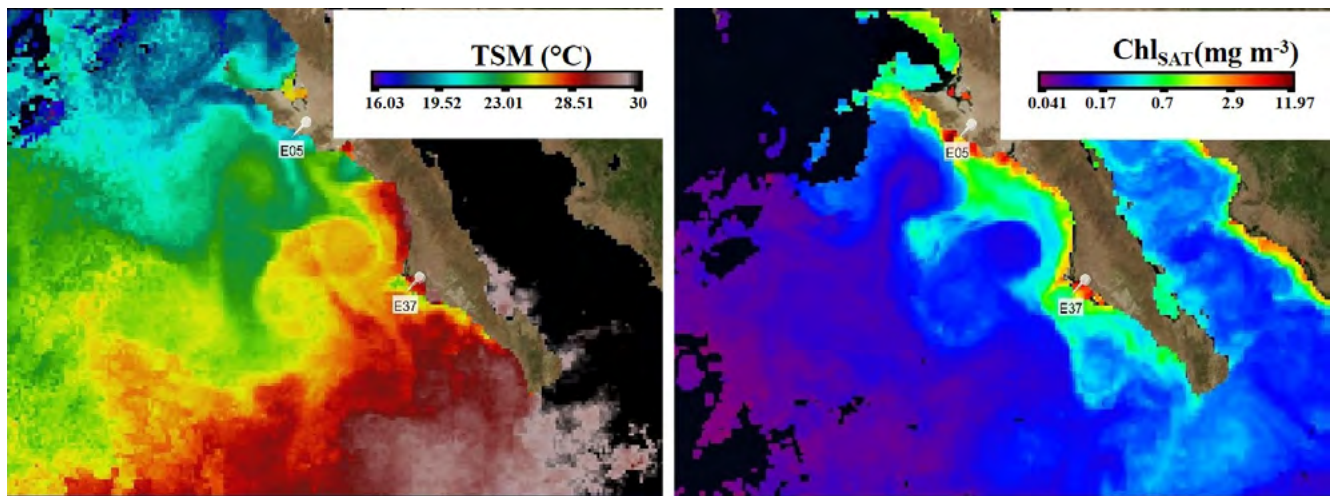 TSM (°C)
16.03 19.52 23.01 28.51 30
E05
E37
Chl_SAT(mg m⁻³)
0.041 0.17 0.7 2.9 11.97
E05
E37